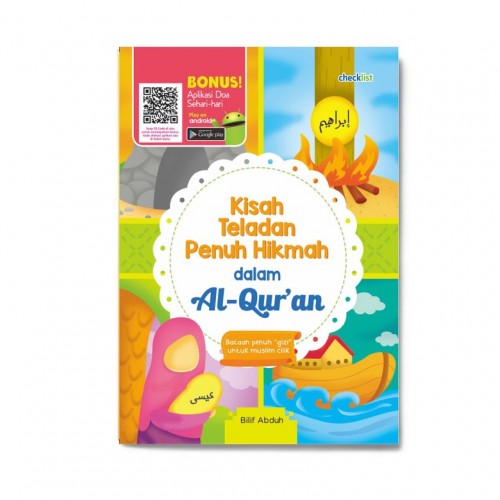 BONUS!
Aplikasi Doa
Sehari-hari
Play on
android
Google play
checklist
إبراهيم
Kisah
Teladan
Penuh Hikmah
dalam
Al-Qur'an
Bacaan penuh "gizi"
untuk muslim cilik
عيسى
Bilif Abduh